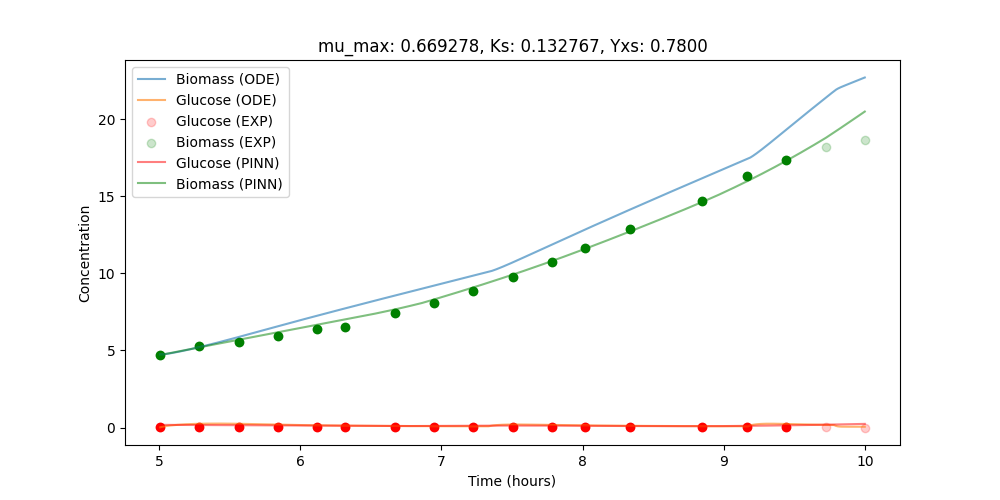 mu_max: 0.669278, Ks: 0.132767, Yxs: 0.7800
Biomass (ODE)
Glucose (ODE)
Glucose (EXP)
Biomass (EXP)
Glucose (PINN)
Biomass (PINN)
Concentration
20
15
10
5
0
5 6 7 8 9 10
Time (hours)